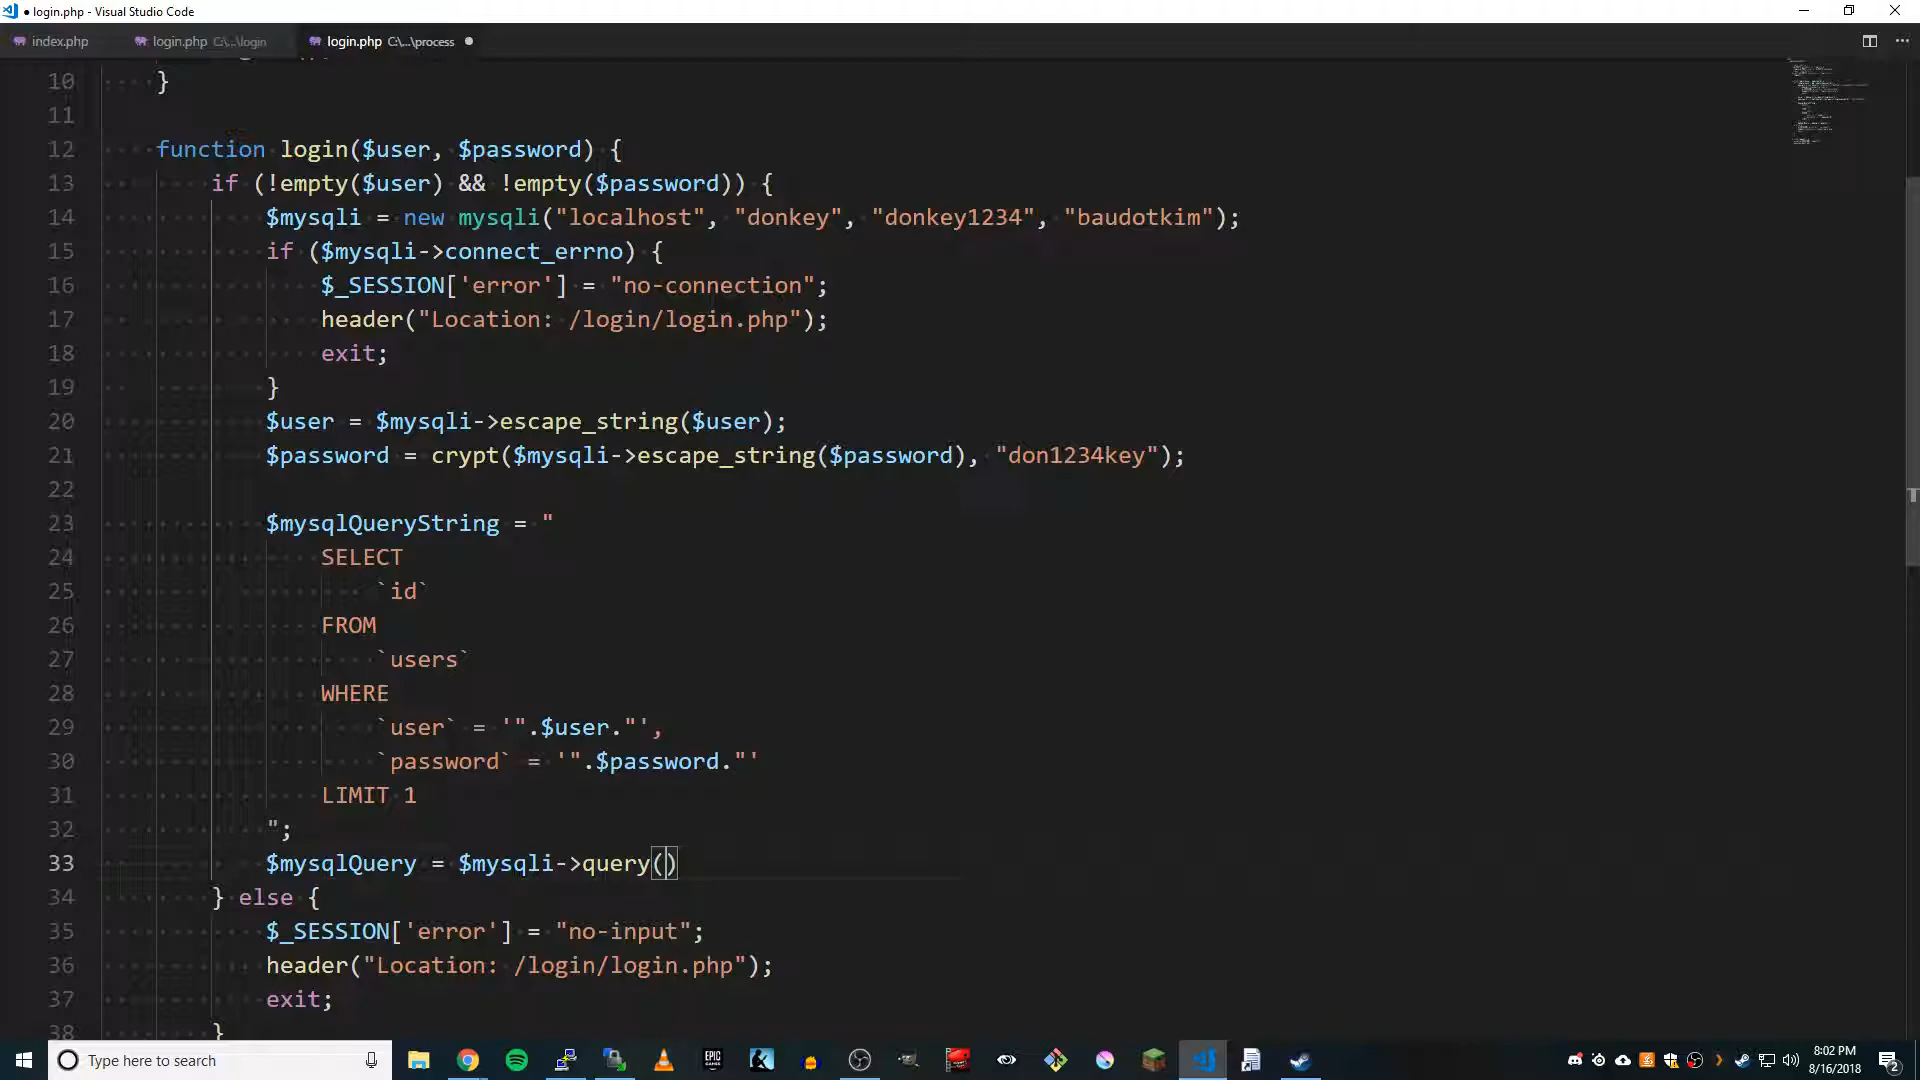 login.php - Visual Studio Code
index.php login.php C:\...\login login.php C:\...\process
10 }
11
12 function login($user, $password) {
13 if (!empty($user) && !empty($password)) {
14 $mysqli = new mysqli("localhost", "donkey", "donkey1234", "baudotkim");
15 if ($mysqli->connect_errno) {
16 $_SESSION['error'] = "no-connection";
17 header("Location: /login/login.php");
18 exit;
19 }
20 $user = $mysqli->escape_string($user);
21 $password = crypt($mysqli->escape_string($password), "don1234key");
22
23 $mysqlQueryString = "
24 SELECT
25 `id`
26 FROM
27 `users`
28 WHERE
29 `user` = '".$user."',
30 `password` = '".$password."'
31 LIMIT 1
32 ";
33 $mysqlQuery = $mysqli->query()
34 } else {
35 $_SESSION['error'] = "no-input";
36 header("Location: /login/login.php");
37 exit;
38 }
Type here to search
EPIC GAMES
8:02 PM
8/16/2018
2